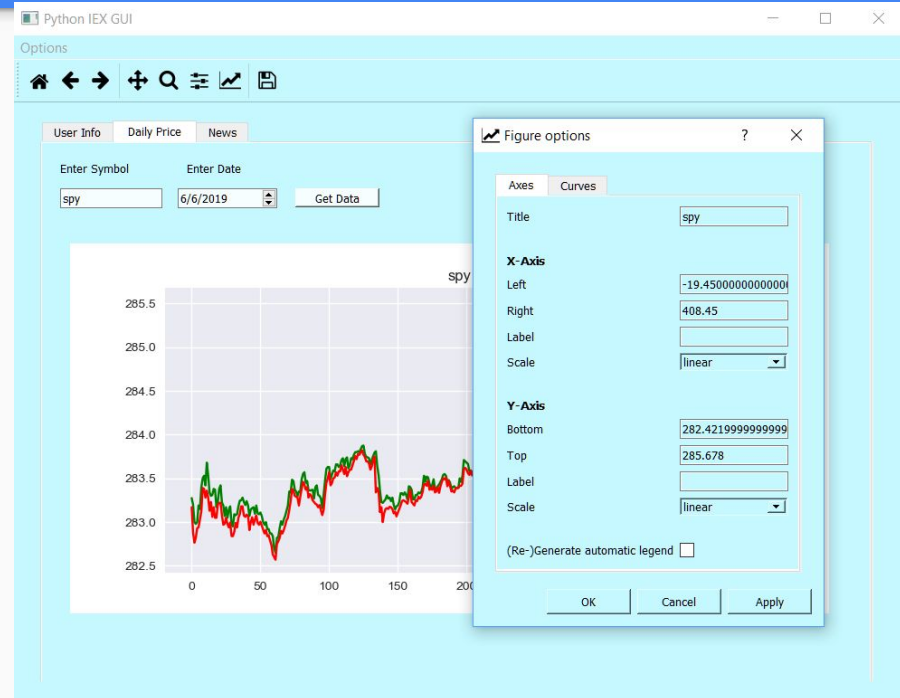 Python IEX GUI
Options
User Info Daily Price News
Enter Symbol Enter Date
spy 6/6/2019 Get Data
spy
285.5
285.0
284.5
284.0
283.5
283.0
282.5
0 50 100 150 200
Figure options ?
Axes Curves
Title spy
X-Axis
Left -19.4500000000000
Right 408.45
Label
Scale linear
Y-Axis
Bottom 282.4219999999999
Top 285.678
Label
Scale linear
(Re-)Generate automatic legend
OK Cancel Apply